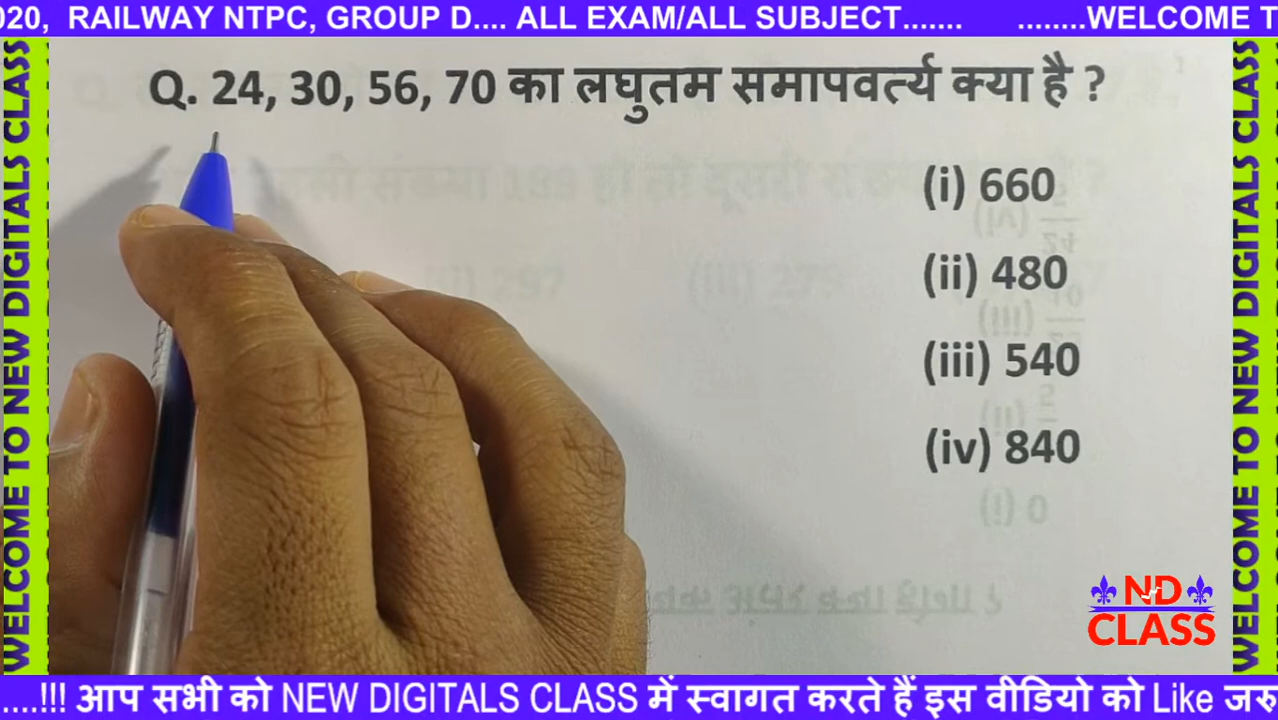 020, RAILWAY NTPC, GROUP D.... ALL EXAM/ALL SUBJECT....... ........WELCOME T
WELCOME TO NEW DIGITALS CLASS
Q. 24, 30, 56, 70 का लघुतम समापवर्त्य क्या है ?
(i) 660
(ii) 480
(iii) 540
(iv) 840
ND
CLASS
WELCOME TO NEW DIGITALS CLASS
....!!! आप सभी को NEW DIGITALS CLASS में स्वागत करते हैं इस वीडियो को Like जरु